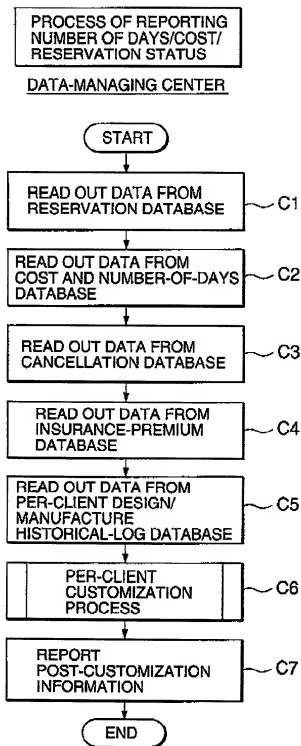 PROCESS OF REPORTING
NUMBER OF DAYS/COST/
RESERVATION STATUS
DATA-MANAGING CENTER
START
READ OUT DATA FROM
RESERVATION DATABASE
C1
READ OUT DATA FROM
COST AND NUMBER-OF-DAYS
DATABASE
C2
READ OUT DATA FROM
CANCELLATION DATABASE
C3
READ OUT DATA FROM
INSURANCE-PREMIUM
DATABASE
C4
READ OUT DATA FROM
PER-CLIENT DESIGN/
MANUFACTURE
HISTORICAL-LOG DATABASE
C5
PER-CLIENT
CUSTOMIZATION
PROCESS
C6
REPORT
POST-CUSTOMIZATION
INFORMATION
C7
END